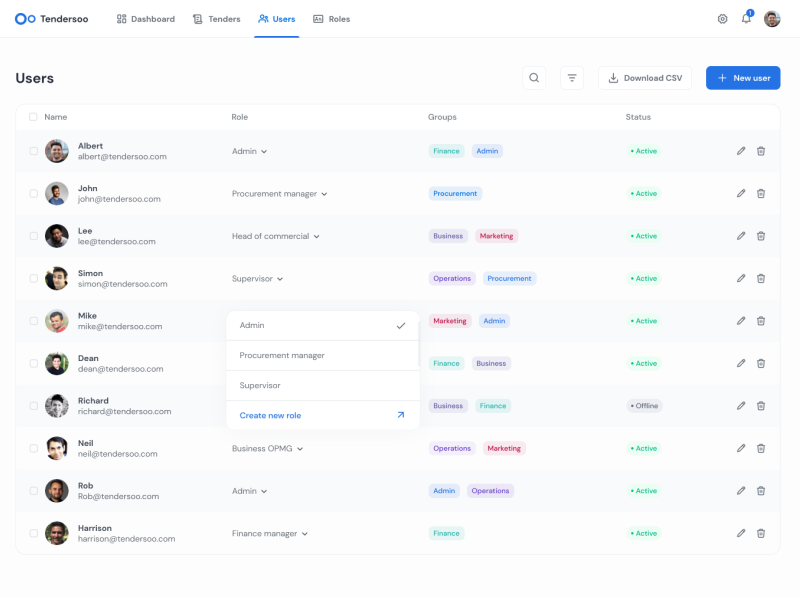 Tendersoo
Dashboard
Tenders
Users
Roles
1
Users
Download CSV
New user
Name
Role
Groups
Status
Albert
albert@tendersoo.com
Admin
Finance
Admin
Active
John
john@tendersoo.com
Procurement manager
Procurement
Active
Lee
lee@tendersoo.com
Head of commercial
Business
Marketing
Active
Simon
simon@tendersoo.com
Supervisor
Operations
Procurement
Active
Mike
mike@tendersoo.com
Admin
Marketing
Admin
Active
Procurement manager
Dean
dean@tendersoo.com
Finance
Business
Active
Supervisor
Richard
richard@tendersoo.com
Create new role
Business
Finance
Offline
Neil
neil@tendersoo.com
Business OPMG
Operations
Marketing
Active
Rob
Rob@tendersoo.com
Admin
Admin
Operations
Active
Harrison
harrison@tendersoo.com
Finance manager
Finance
Active